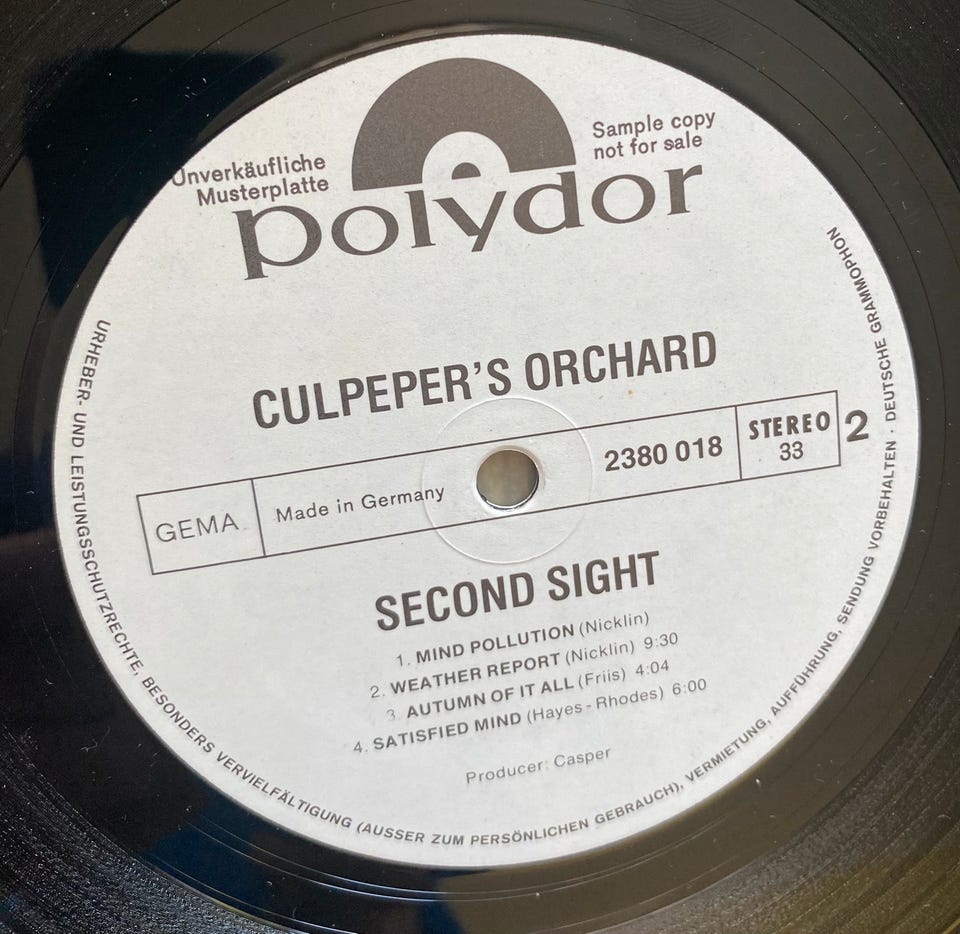 Unverkäufliche
Musterplatte
Sample copy
not for sale
polydor
CULPEPER'S ORCHARD
GEMA
Made in Germany
2380 018
STEREO
33
2
SECOND SIGHT
1. MIND POLLUTION (Nicklin)
2. WEATHER REPORT (Nicklin) 9:30
3. AUTUMN OF IT ALL (Friis) 4:04
4. SATISFIED MIND (Hayes - Rhodes) 6:00
Producer: Casper
URHEBER- UND LEISTUNGSSCHUTZRECHTE, BESONDERS VERVIELFÄLTIGUNG (AUSSER ZUM PERSÖNLICHEN GEBRAUCH), VERMIETUNG, AUFFÜHRUNG, SENDUNG VORBEHALTEN · DEUTSCHE GRAMMOPHON